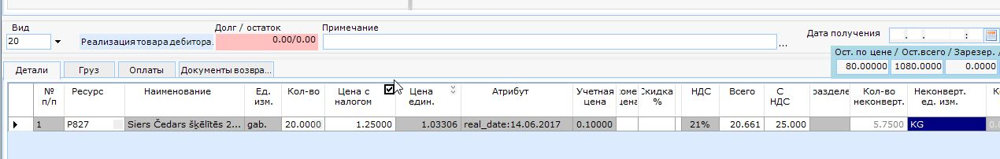 Вид Долг / остаток Примечание Дата получения
20 Реализация товара дебитора. 0.00/0.00 ... . . :
Ост. по цене / Ост.всего / Зарезер. /
80.00000 1080.0000 0.0000
Детали Груз Оплаты Документы возвра...
№ п/п Ресурс Наименование Ед. изм. Кол-во Цена с налогом Цена един. Атрибут Учетная цена коме цена Скидка % НДС Всего С НДС разделе Кол-во неконверт. Неконверт. ед. изм.
1 P827 Siers Čedars šķēlītēs 2... gab. 20.0000 1.25000 1.03306 real_date:14.06.2017 0.10000 21% 20.661 25.000 5.7500 KG 0.0